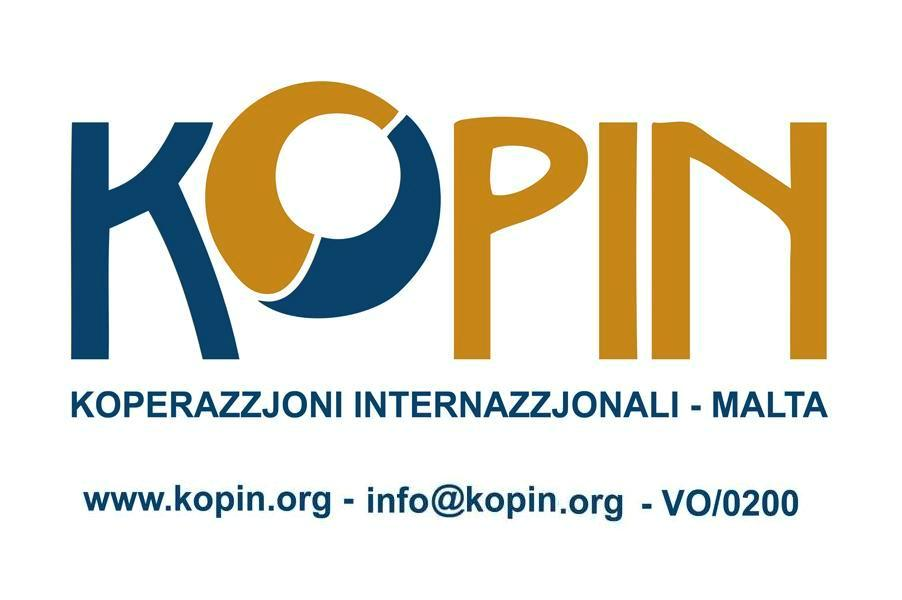 KOPIN
KOPERAZZJONI INTERNAZZJONALI - MALTA
www.kopin.org - info@kopin.org - VO/0200